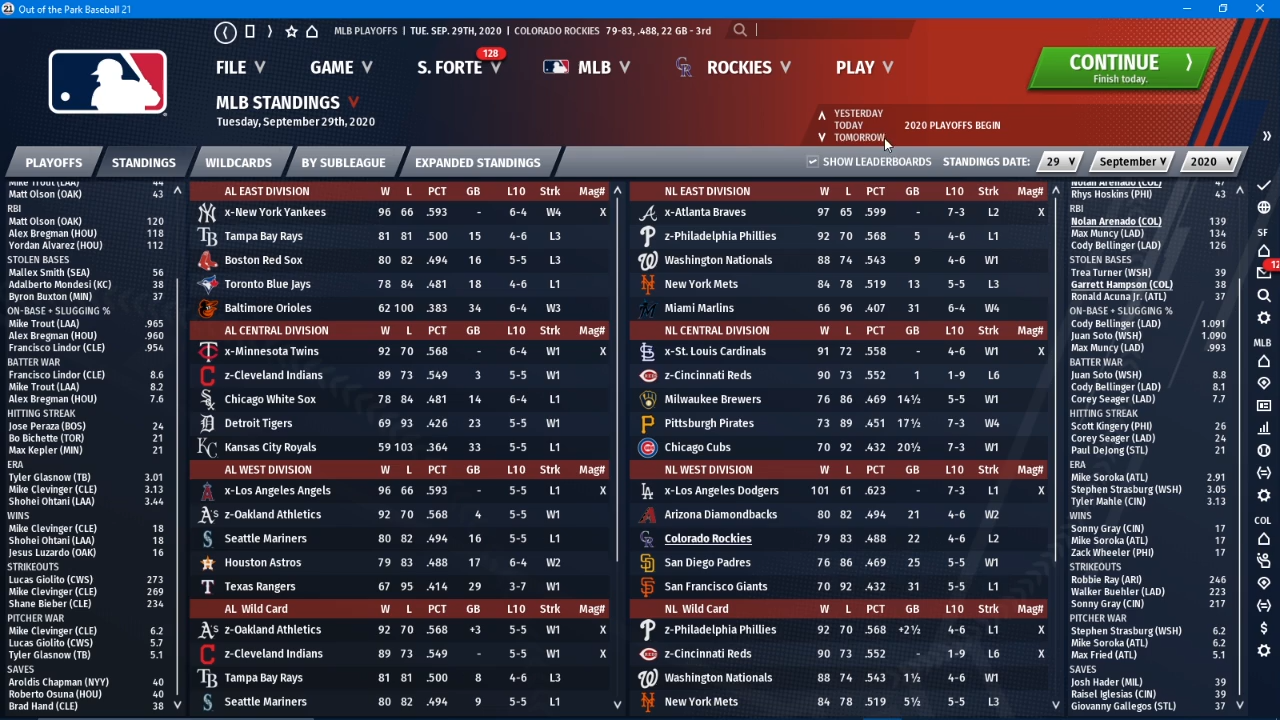 Out of the Park Baseball 21
MLB PLAYOFFS | TUE. SEP. 29TH, 2020 | COLORADO ROCKIES 79-83, .488, 22 GB - 3rd
128
FILE GAME S. FORTE MLB ROCKIES PLAY
CONTINUE
Finish today.
MLB STANDINGS
Tuesday, September 29th, 2020
YESTERDAY
TODAY 2020 PLAYOFFS BEGIN
TOMORROW
PLAYOFFS STANDINGS WILDCARDS BY SUBLEAGUE EXPANDED STANDINGS SHOW LEADERBOARDS STANDINGS DATE: 29 September 2020
Mike Trout (LAA) 44
Matt Olson (OAK) 43
RBI
Matt Olson (OAK) 120
Alex Bregman (HOU) 118
Yordan Alvarez (HOU) 112
STOLEN BASES
Mallex Smith (SEA) 56
Adalberto Mondesi (KC) 38
Byron Buxton (MIN) 37
ON-BASE + SLUGGING %
Mike Trout (LAA) .965
Alex Bregman (HOU) .960
Francisco Lindor (CLE) .954
BATTER WAR
Francisco Lindor (CLE) 8.6
Mike Trout (LAA) 8.2
Alex Bregman (HOU) 7.6
HITTING STREAK
Jose Peraza (BOS) 24
Bo Bichette (TOR) 21
Max Kepler (MIN) 21
ERA
Tyler Glasnow (TB) 3.01
Mike Clevinger (CLE) 3.13
Shohei Ohtani (LAA) 3.44
WINS
Mike Clevinger (CLE) 18
Shohei Ohtani (LAA) 18
Jesus Luzardo (OAK) 16
STRIKEOUTS
Lucas Giolito (CWS) 273
Mike Clevinger (CLE) 269
Shane Bieber (CLE) 234
PITCHER WAR
Mike Clevinger (CLE) 6.2
Lucas Giolito (CWS) 5.7
Tyler Glasnow (TB) 5.1
SAVES
Aroldis Chapman (NYY) 40
Roberto Osuna (HOU) 40
Brad Hand (CLE) 38
AL EAST DIVISION W L PCT GB L10 Strk Mag#
x-New York Yankees 96 66 .593 - 6-4 W4 X
Tampa Bay Rays 81 81 .500 15 4-6 L3
Boston Red Sox 80 82 .494 16 5-5 L3
Toronto Blue Jays 78 84 .481 18 4-6 L1
Baltimore Orioles 62 100 .383 34 6-4 W3
AL CENTRAL DIVISION W L PCT GB L10 Strk Mag#
x-Minnesota Twins 92 70 .568 - 6-4 W1 X
z-Cleveland Indians 89 73 .549 3 5-5 W1
Chicago White Sox 78 84 .481 14 6-4 L1
Detroit Tigers 69 93 .426 23 5-5 W1
Kansas City Royals 59 103 .364 33 5-5 L1
AL WEST DIVISION W L PCT GB L10 Strk Mag#
x-Los Angeles Angels 96 66 .593 - 5-5 L1 X
z-Oakland Athletics 92 70 .568 4 5-5 W1
Seattle Mariners 80 82 .494 16 5-5 L1
Houston Astros 79 83 .488 17 6-4 W2
Texas Rangers 67 95 .414 29 3-7 W1
AL Wild Card W L PCT GB L10 Strk Mag#
z-Oakland Athletics 92 70 .568 +3 5-5 W1 X
z-Cleveland Indians 89 73 .549 - 5-5 W1 X
Tampa Bay Rays 81 81 .500 8 4-6 L3
Seattle Mariners 80 82 .494 9 5-5 L1
NL EAST DIVISION W L PCT GB L10 Strk Mag#
x-Atlanta Braves 97 65 .599 - 7-3 L2 X
z-Philadelphia Phillies 92 70 .568 5 4-6 L1
Washington Nationals 88 74 .543 9 4-6 W1
New York Mets 84 78 .519 13 5-5 L3
Miami Marlins 66 96 .407 31 6-4 W4
NL CENTRAL DIVISION W L PCT GB L10 Strk Mag#
x-St. Louis Cardinals 91 72 .558 - 4-6 W1 X
z-Cincinnati Reds 90 73 .552 1 1-9 L6
Milwaukee Brewers 76 86 .469 14½ 5-5 W1
Pittsburgh Pirates 73 89 .451 17½ 7-3 W4
Chicago Cubs 70 92 .432 20½ 7-3 W1
NL WEST DIVISION W L PCT GB L10 Strk Mag#
x-Los Angeles Dodgers 101 61 .623 - 7-3 L1 X
Arizona Diamondbacks 80 82 .494 21 4-6 W2
Colorado Rockies 79 83 .488 22 4-6 L2
San Diego Padres 76 86 .469 25 5-5 W1
San Francisco Giants 70 92 .432 31 5-5 L1
NL Wild Card W L PCT GB L10 Strk Mag#
z-Philadelphia Phillies 92 70 .568 +2½ 4-6 L1 X
z-Cincinnati Reds 90 73 .552 - 1-9 L6 X
Washington Nationals 88 74 .543 1½ 4-6 W1
New York Mets 84 78 .519 5½ 5-5 L3
Nolan Arenado (COL) 47
Rhys Hoskins (PHI) 43
RBI
Nolan Arenado (COL) 139
Max Muncy (LAD) 134
Cody Bellinger (LAD) 126
STOLEN BASES
Trea Turner (WSH) 39
Garrett Hampson (COL) 38
Ronald Acuna Jr. (ATL) 37
ON-BASE + SLUGGING %
Cody Bellinger (LAD) 1.091
Juan Soto (WSH) 1.090
Max Muncy (LAD) .993
BATTER WAR
Juan Soto (WSH) 8.8
Cody Bellinger (LAD) 8.1
Corey Seager (LAD) 7.7
HITTING STREAK
Scott Kingery (PHI) 26
Corey Seager (LAD) 24
Paul DeJong (STL) 21
ERA
Mike Soroka (ATL) 2.91
Stephen Strasburg (WSH) 3.05
Tyler Mahle (CIN) 3.13
WINS
Sonny Gray (CIN) 17
Mike Soroka (ATL) 17
Zack Wheeler (PHI) 17
STRIKEOUTS
Robbie Ray (ARI) 246
Walker Buehler (LAD) 223
Sonny Gray (CIN) 217
PITCHER WAR
Stephen Strasburg (WSH) 6.2
Mike Soroka (ATL) 6.2
Max Fried (ATL) 5.1
SAVES
Josh Hader (MIL) 39
Raisel Iglesias (CIN) 39
Giovanny Gallegos (STL) 37
SF
12
MLB
COL